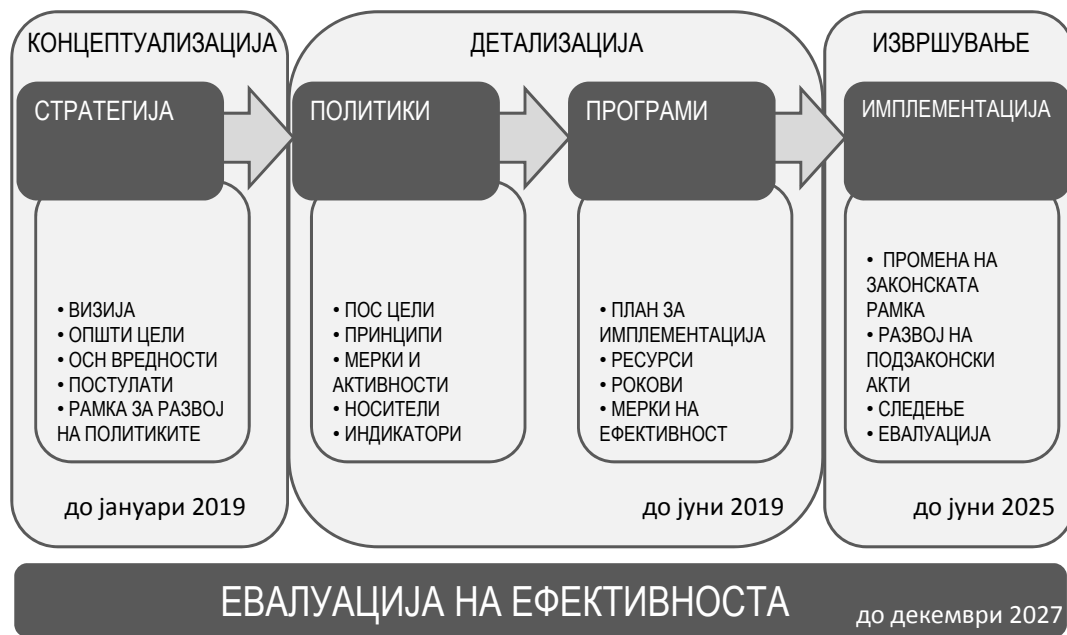 КОНЦЕПТУАЛИЗАЦИЈА
ДЕТАЛИЗАЦИЈА
ИЗВРШУВАЊЕ
СТРАТЕГИЈА
ПОЛИТИКИ
ПРОГРАМИ
ИМПЛЕМЕНТАЦИЈА
• ВИЗИЈА
• ОПШТИ ЦЕЛИ
• ОСН ВРЕДНОСТИ
• ПОСТУЛАТИ
• РАМКА ЗА РАЗВОЈ
НА ПОЛИТИКИТЕ
• ПОС ЦЕЛИ
• ПРИНЦИПИ
• МЕРКИ И
АКТИВНОСТИ
• НОСИТЕЛИ
• ИНДИКАТОРИ
• ПЛАН ЗА
ИМПЛЕМЕНТАЦИЈА
• РЕСУРСИ
• РОКОВИ
• МЕРКИ НА
ЕФЕКТИВНОСТ
• ПРОМЕНА НА
ЗАКОНСКАТА
РАМКА
• РАЗВОЈ НА
ПОДЗАКОНСКИ
АКТИ
• СЛЕДЕЊЕ
• ЕВАЛУАЦИЈА
до јануари 2019
до јуни 2019
до јуни 2025
ЕВАЛУАЦИЈА НА ЕФЕКТИВНОСТА
до декември 2027